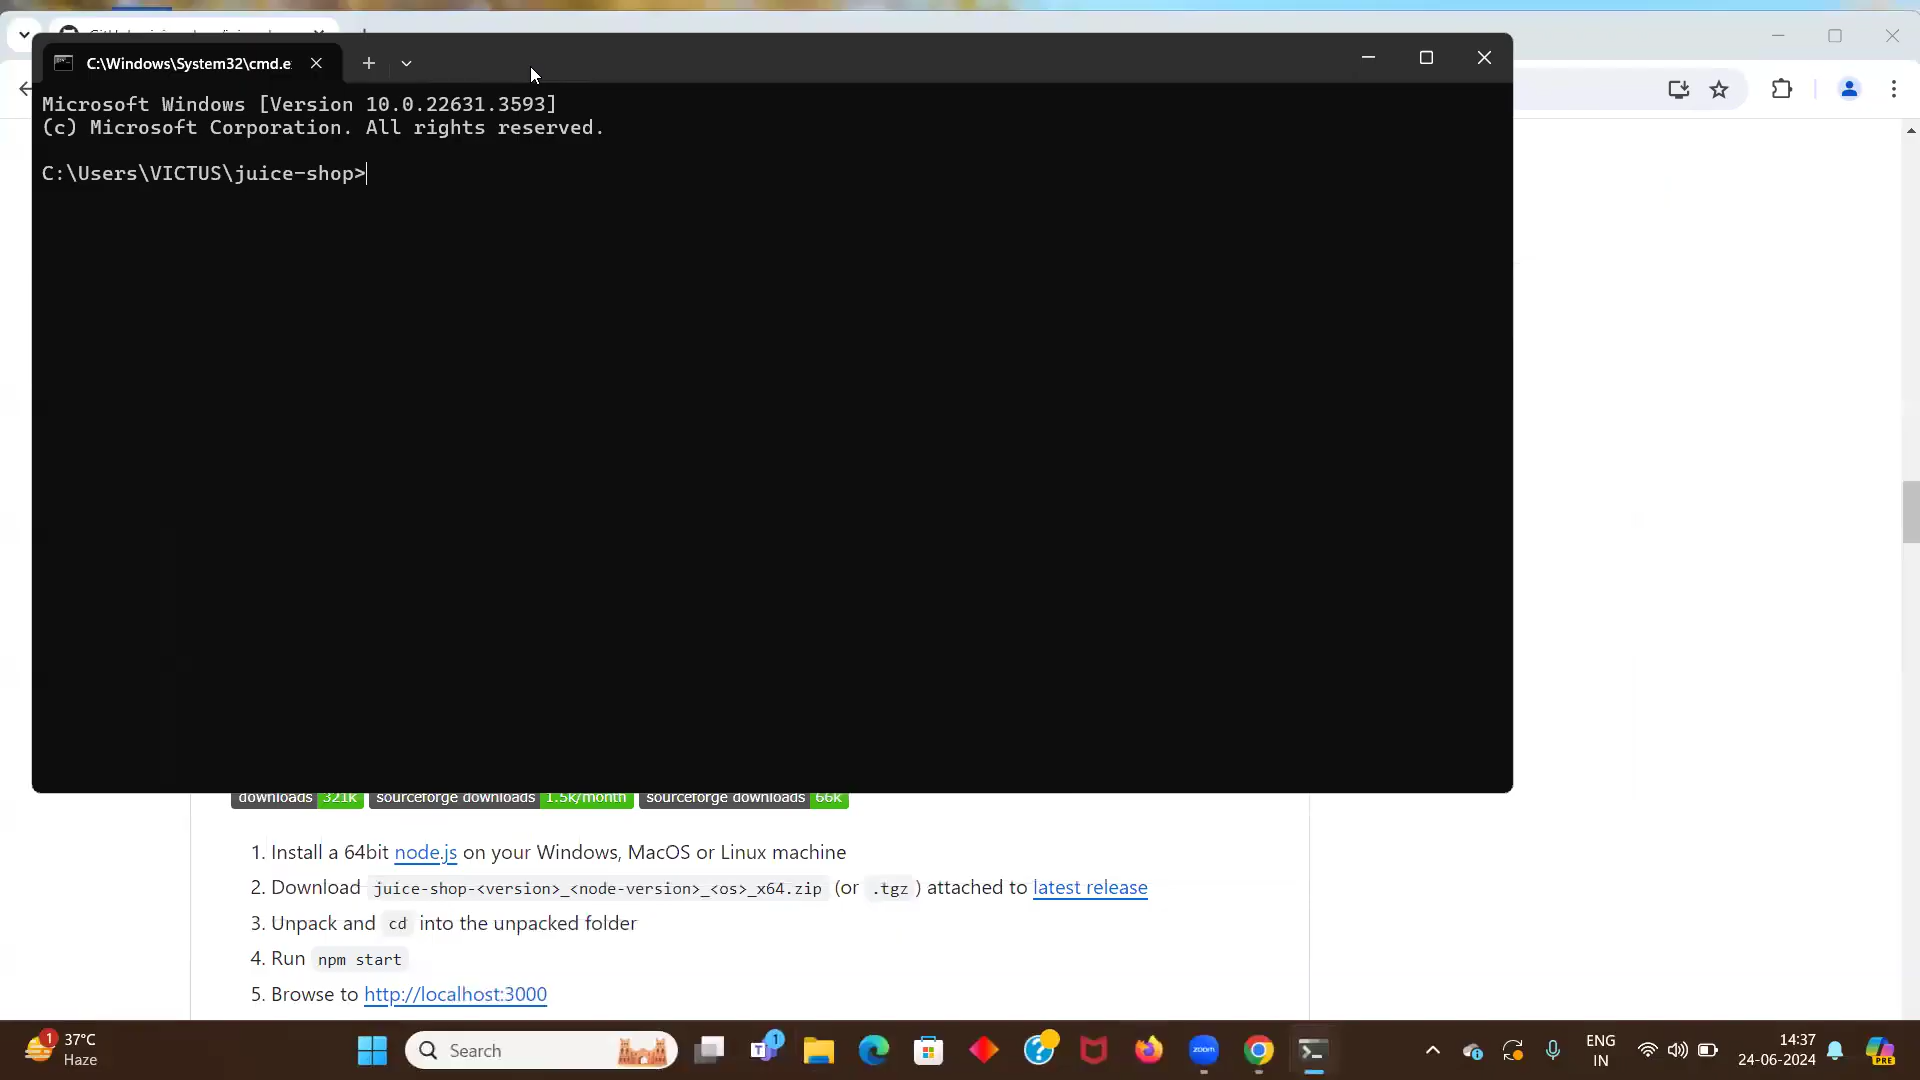 C:\Windows\System32\cmd.e
Microsoft Windows [Version 10.0.22631.3593]
(c) Microsoft Corporation. All rights reserved.
C:\Users\VICTUS\juice-shop>
downloads 321k sourceforge downloads 1.5k/month sourceforge downloads 66k
1. Install a 64bit node.js on your Windows, MacOS or Linux machine
2. Download juice-shop-<version>_<node-version>_<os>_x64.zip (or .tgz ) attached to latest release
3. Unpack and cd into the unpacked folder
4. Run npm start
5. Browse to http://localhost:3000
1
37°C
Haze
Search
1
zoom
PRE
ENG
IN
14:37
24-06-2024